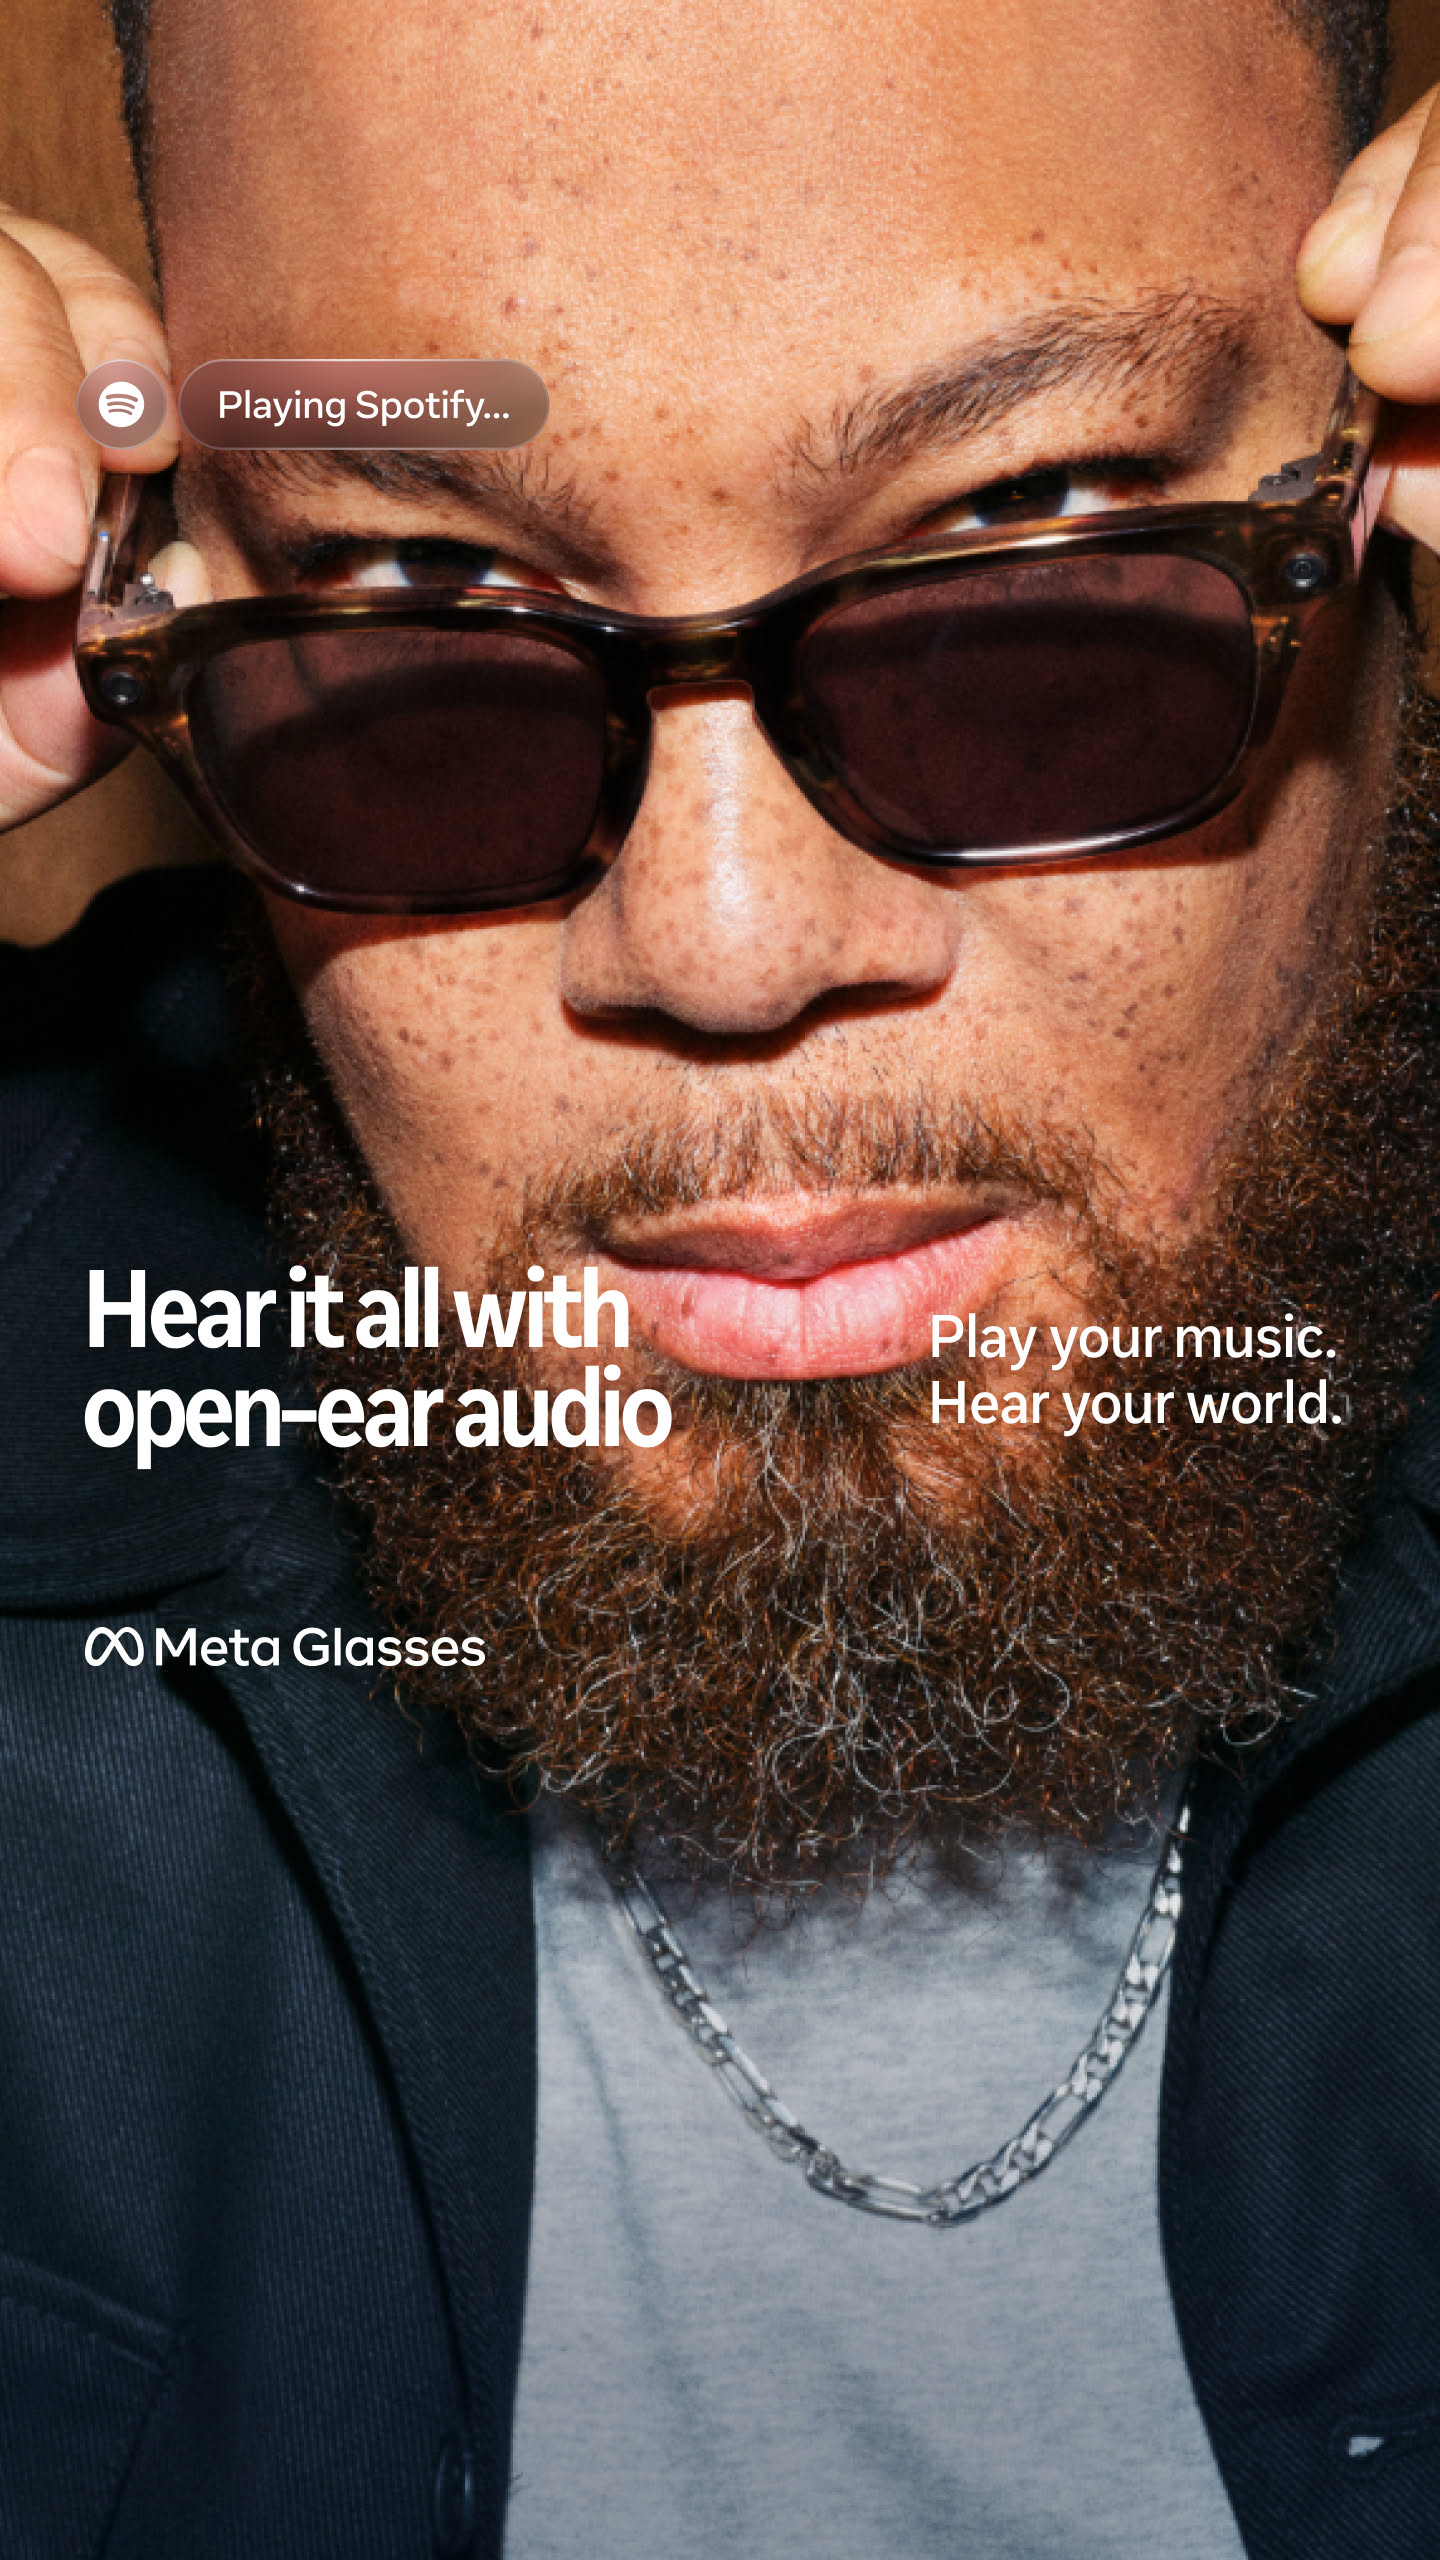 Playing Spotify...
Hear it all with
open-ear audio
Play your music.
Hear your world.
Meta Glasses